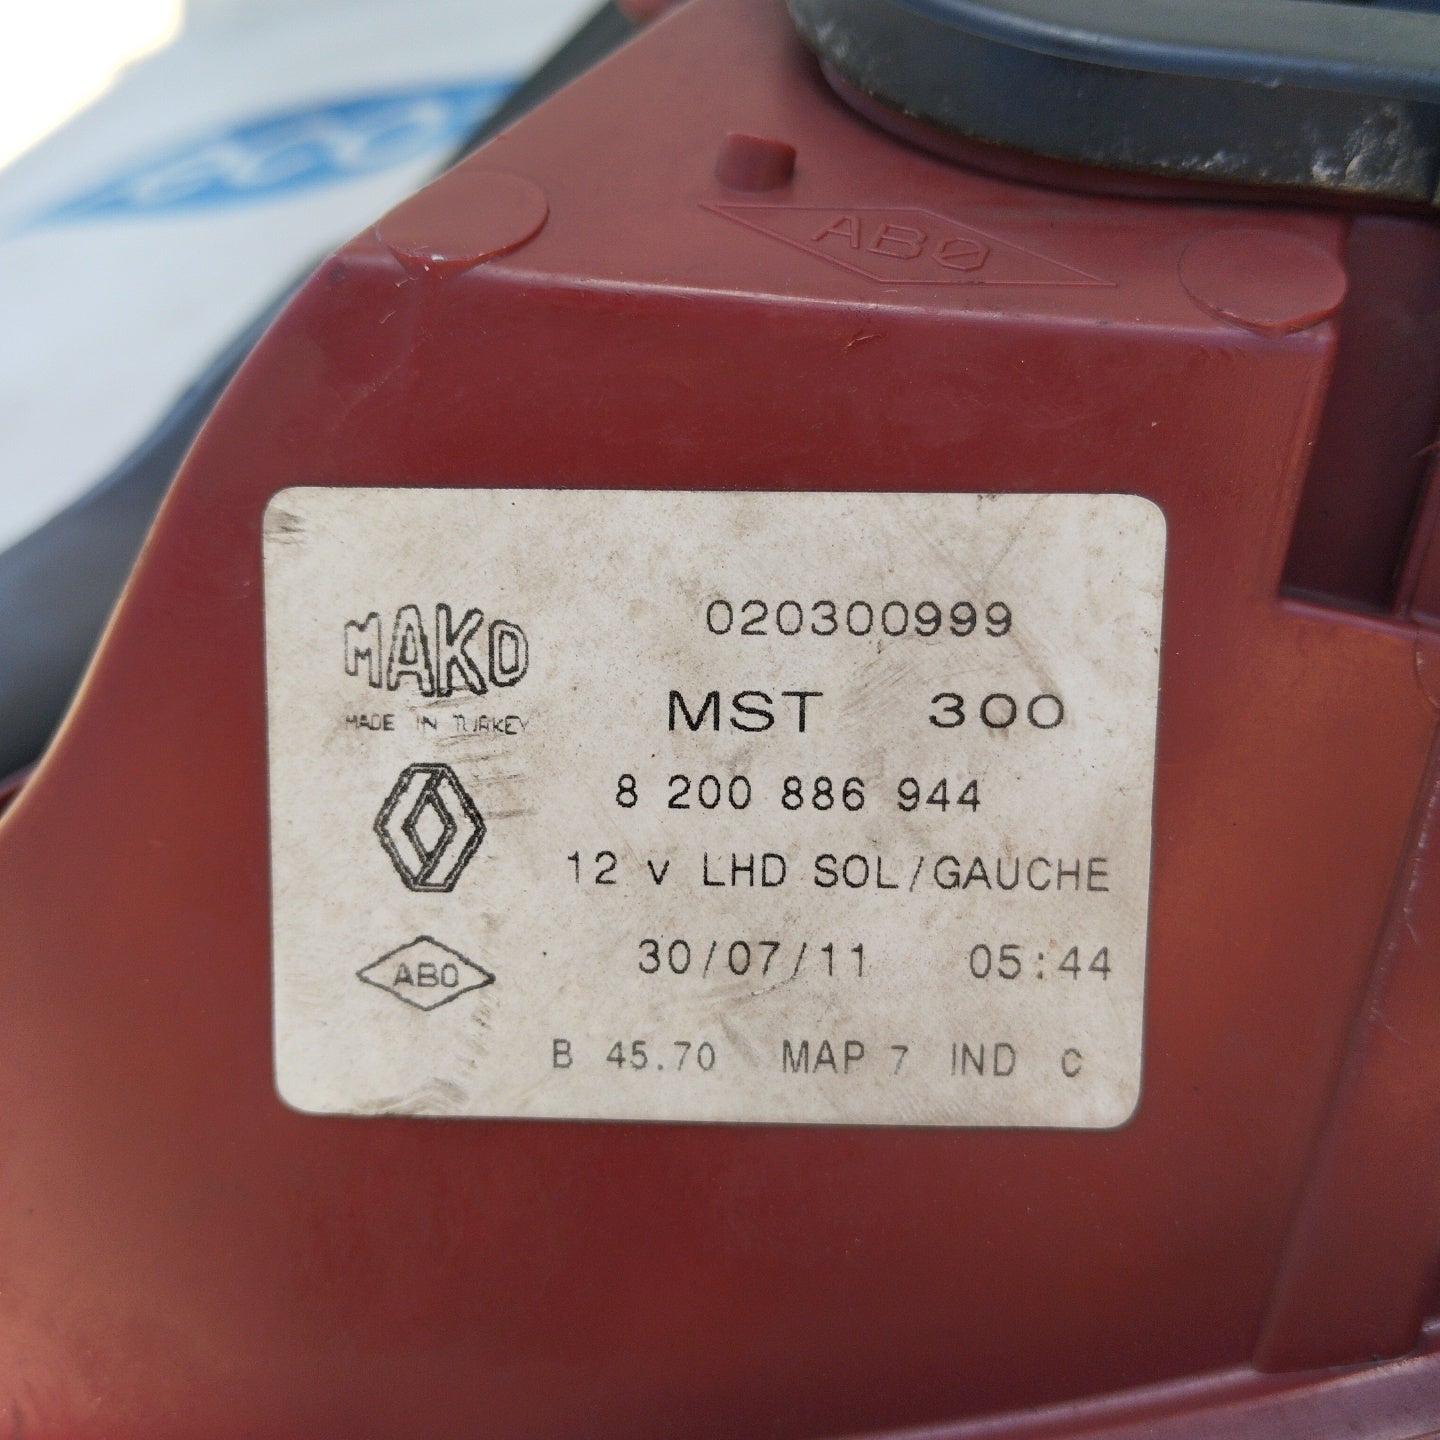 ABØ
MAKO
MADE IN TURKEY
020300999
MST 300
8 200 886 944
12 v LHD SOL/GAUCHE
30/07/11 05:44
ABO
B 45.70 MAP 7 IND C